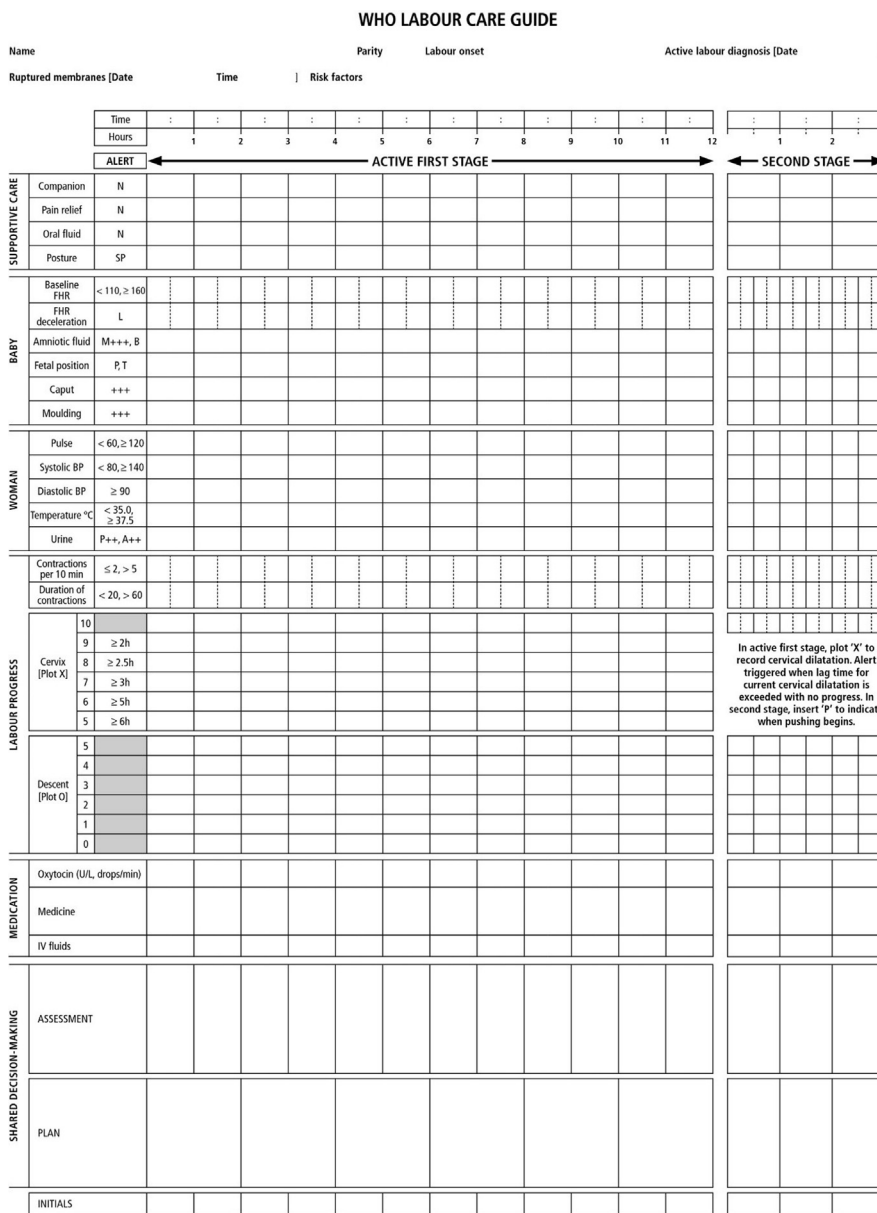 WHO LABOUR CARE GUIDE
Name Parity Labour onset Active labour diagnosis [Date
Ruptured membranes [Date Time ] Risk factors
Time : : : : : : : : : : : : : : :
Hours 1 2 3 4 5 6 7 8 9 10 11 12 1 2
ALERT ACTIVE FIRST STAGE SECOND STAGE
SUPPORTIVE CARE
Companion N
Pain relief N
Oral fluid N
Posture SP
BABY
Baseline
FHR < 110, ≥ 160
FHR
deceleration L
Amniotic fluid M+++, B
Fetal position P, T
Caput +++
Moulding +++
WOMAN
Pulse < 60, ≥ 120
Systolic BP < 80, ≥ 140
Diastolic BP ≥ 90
Temperature °C < 35.0,
≥ 37.5
Urine P++, A++
LABOUR PROGRESS
Contractions
per 10 min ≤ 2, > 5
Duration of
contractions < 20, > 60
Cervix
[Plot X]
10
9 ≥ 2h
8 ≥ 2.5h
7 ≥ 3h
6 ≥ 5h
5 ≥ 6h
In active first stage, plot 'X' to
record cervical dilatation. Alert
triggered when lag time for
current cervical dilatation is
exceeded with no progress. In
second stage, insert 'P' to indicat
when pushing begins.
Descent
[Plot O]
5
4
3
2
1
0
MEDICATION
Oxytocin (U/L, drops/min)
Medicine
IV fluids
SHARED DECISION-MAKING
ASSESSMENT
PLAN
INITIALS